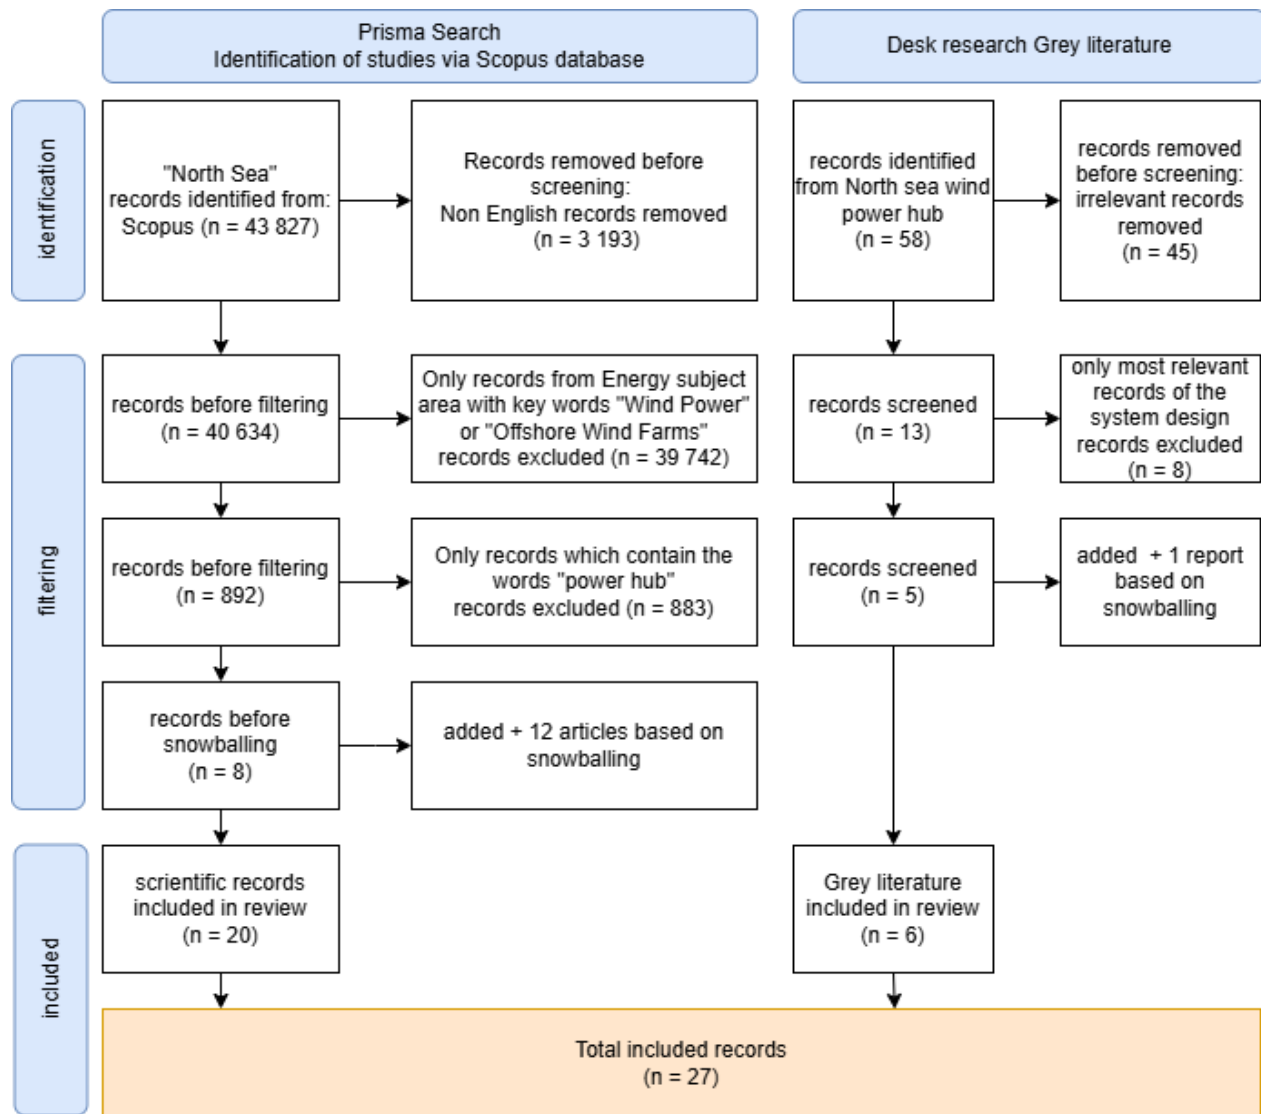 Prisma Search
Identification of studies via Scopus database
Desk research Grey literature
identification
"North Sea"
records identified from:
Scopus (n = 43 827)
Records removed before
screening:
Non English records removed
(n = 3 193)
records identified
from North sea wind
power hub
(n = 58)
records removed
before screening:
irrelevant records
removed
(n = 45)
filtering
records before filtering
(n = 40 634)
Only records from Energy subject
area with key words "Wind Power"
or "Offshore Wind Farms"
records excluded (n = 39 742)
records screened
(n = 13)
only most relevant
records of the
system design
records excluded
(n = 8)
records before filtering
(n = 892)
Only records which contain the
words "power hub"
records excluded (n = 883)
records screened
(n = 5)
added + 1 report
based on
snowballing
records before
snowballing
(n = 8)
added + 12 articles based on
snowballing
included
scrientific records
included in review
(n = 20)
Grey literature
included in review
(n = 6)
Total included records
(n = 27)